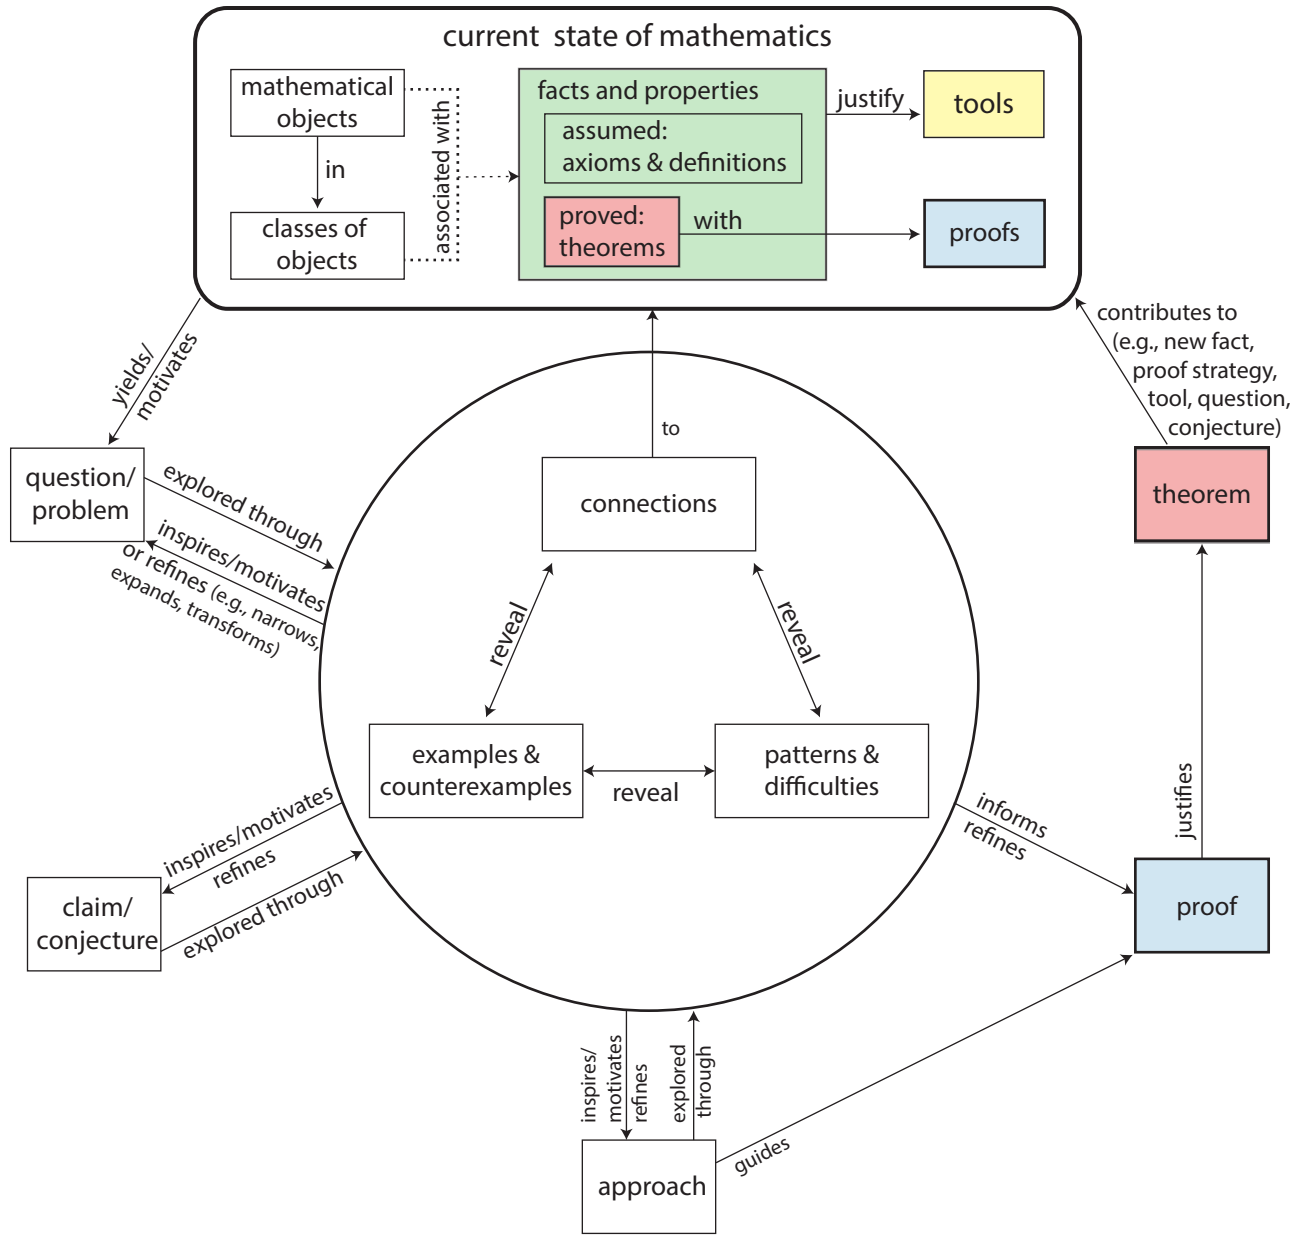 current state of mathematics
mathematical
objects
in
classes of
objects
associated with
facts and properties
assumed:
axioms & definitions
proved:
theorems
with
justify
tools
proofs
yields/
motivates
contributes to
(e.g., new fact,
proof strategy,
tool, question,
conjecture)
question/
problem
explored through
inspires/motivates
or refines (e.g., narrows,
expands, transforms)
to
connections
reveal
reveal
examples &
counterexamples
reveal
patterns &
difficulties
theorem
justifies
inspires/motivates
refines
explored through
claim/
conjecture
informs
refines
proof
inspires/
motivates
refines
explored
through
approach
guides